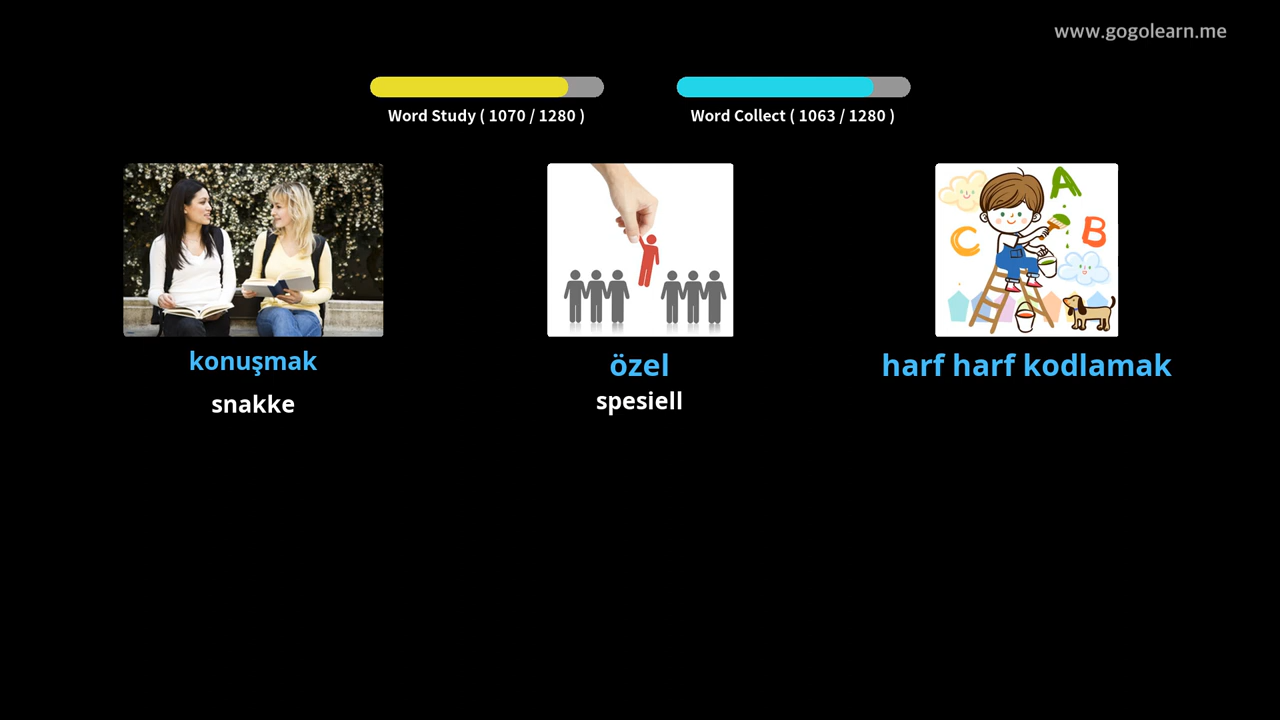 www.gogolearn.me
Word Study ( 1070 / 1280 )
Word Collect ( 1063 / 1280 )
konuşmak
snakke
özel
spesiell
harf harf kodlamak
A
B
C